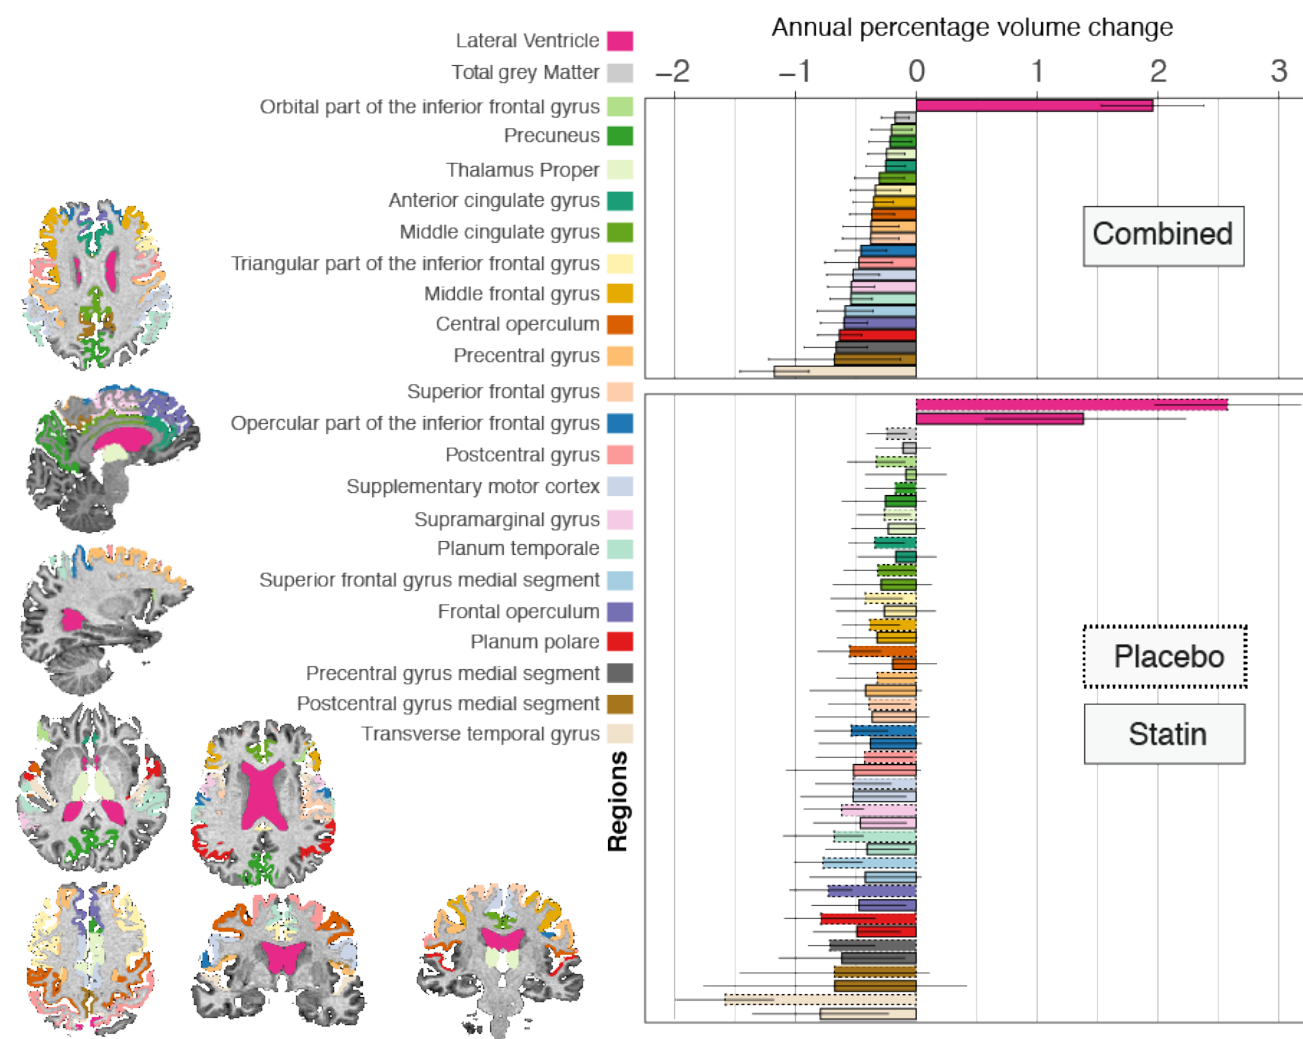 Annual percentage volume change
−2 −1 0 1 2 3
Lateral Ventricle
Total grey Matter
Orbital part of the inferior frontal gyrus
Precuneus
Thalamus Proper
Anterior cingulate gyrus
Middle cingulate gyrus
Triangular part of the inferior frontal gyrus
Middle frontal gyrus
Central operculum
Precentral gyrus
Superior frontal gyrus
Opercular part of the inferior frontal gyrus
Postcentral gyrus
Supplementary motor cortex
Supramarginal gyrus
Planum temporale
Superior frontal gyrus medial segment
Frontal operculum
Planum polare
Precentral gyrus medial segment
Postcentral gyrus medial segment
Transverse temporal gyrus
Regions
Combined
Placebo
Statin